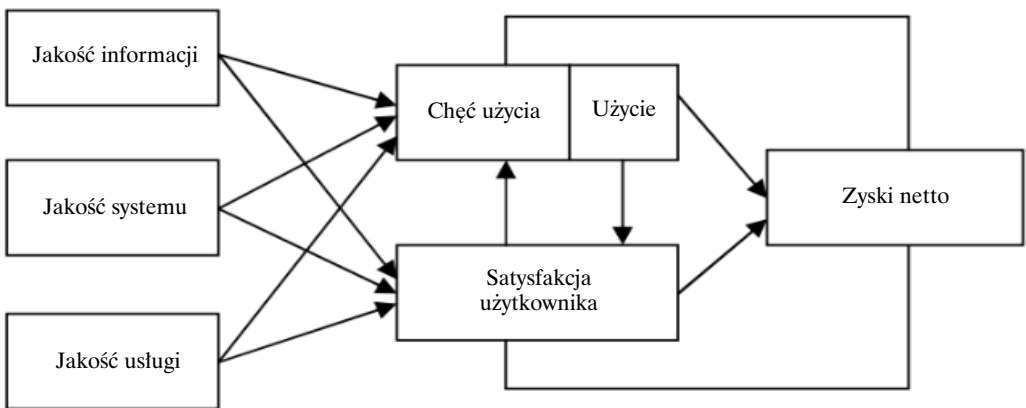 Jakość informacji
Jakość systemu
Jakość usługi
Chęć użycia
Użycie
Satysfakcja
użytkownika
Zyski netto